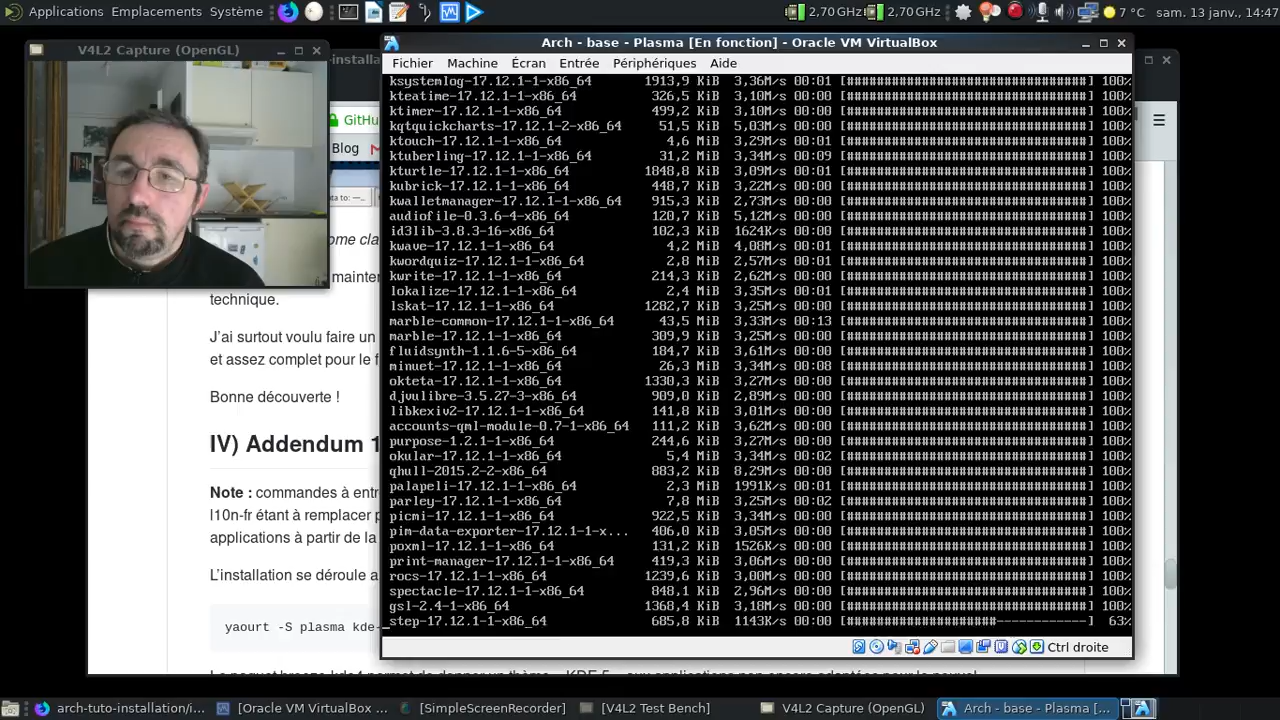 Applications Emplacements Système 2,70 GHz 2,70 GHz 7 °C sam. 13 janv., 14:47
V4L2 Capture (OpenGL)
Arch - base - Plasma [En fonction] - Oracle VM VirtualBox
Fichier Machine Écran Entrée Périphériques Aide
ksystemlog-17.12.1-1-x86_64 1913,9 KiB 3,36M/s 00:01 [################################] 100%
kteatime-17.12.1-1-x86_64 326,5 KiB 3,10M/s 00:00 [################################] 100%
ktimer-17.12.1-1-x86_64 499,2 KiB 3,10M/s 00:00 [################################] 100%
kqtquickcharts-17.12.1-2-x86_64 51,5 KiB 5,03M/s 00:00 [################################] 100%
ktouch-17.12.1-1-x86_64 4,6 MiB 3,29M/s 00:01 [################################] 100%
ktuberling-17.12.1-1-x86_64 31,2 MiB 3,34M/s 00:09 [################################] 100%
kturtle-17.12.1-1-x86_64 1848,8 KiB 3,09M/s 00:01 [################################] 100%
kubrick-17.12.1-1-x86_64 448,7 KiB 3,22M/s 00:00 [################################] 100%
kwalletmanager-17.12.1-1-x86_64 915,3 KiB 2,73M/s 00:00 [################################] 100%
audiofile-0.3.6-4-x86_64 120,7 KiB 5,12M/s 00:00 [################################] 100%
id3lib-3.8.3-16-x86_64 102,3 KiB 1624K/s 00:00 [################################] 100%
kwave-17.12.1-1-x86_64 4,2 MiB 4,08M/s 00:01 [################################] 100%
kwordquiz-17.12.1-1-x86_64 2,8 MiB 2,57M/s 00:01 [################################] 100%
kwrite-17.12.1-1-x86_64 214,3 KiB 2,62M/s 00:00 [################################] 100%
lokalize-17.12.1-1-x86_64 2,4 MiB 3,35M/s 00:01 [################################] 100%
lskat-17.12.1-1-x86_64 1282,7 KiB 3,25M/s 00:00 [################################] 100%
marble-common-17.12.1-1-x86_64 43,5 MiB 3,33M/s 00:13 [################################] 100%
marble-17.12.1-1-x86_64 309,9 KiB 3,25M/s 00:00 [################################] 100%
fluidsynth-1.1.6-5-x86_64 184,7 KiB 3,61M/s 00:00 [################################] 100%
minuet-17.12.1-1-x86_64 26,3 MiB 3,34M/s 00:08 [################################] 100%
okteta-17.12.1-1-x86_64 1330,3 KiB 3,27M/s 00:00 [################################] 100%
djvulibre-3.5.27-3-x86_64 909,0 KiB 2,89M/s 00:00 [################################] 100%
libkexiv2-17.12.1-1-x86_64 141,8 KiB 3,01M/s 00:00 [################################] 100%
accounts-qml-module-0.7-1-x86_64 111,2 KiB 3,62M/s 00:00 [################################] 100%
purpose-1.2.1-1-x86_64 244,6 KiB 3,27M/s 00:00 [################################] 100%
okular-17.12.1-1-x86_64 5,4 MiB 3,34M/s 00:02 [################################] 100%
qhull-2015.2-2-x86_64 883,2 KiB 8,29M/s 00:00 [################################] 100%
palapeli-17.12.1-1-x86_64 2,3 MiB 1991K/s 00:01 [################################] 100%
parley-17.12.1-1-x86_64 7,8 MiB 3,25M/s 00:02 [################################] 100%
picmi-17.12.1-1-x86_64 922,5 KiB 3,34M/s 00:00 [################################] 100%
pim-data-exporter-17.12.1-1-x... 406,0 KiB 3,05M/s 00:00 [################################] 100%
poxml-17.12.1-1-x86_64 131,2 KiB 1526K/s 00:00 [################################] 100%
print-manager-17.12.1-1-x86_64 419,3 KiB 3,06M/s 00:00 [################################] 100%
rocs-17.12.1-1-x86_64 1239,6 KiB 3,00M/s 00:00 [################################] 100%
spectacle-17.12.1-1-x86_64 848,1 KiB 2,96M/s 00:00 [################################] 100%
gsl-2.4-1-x86_64 1368,4 KiB 3,18M/s 00:00 [################################] 100%
step-17.12.1-1-x86_64 685,8 KiB 1143K/s 00:00 [####################------------] 63%
Ctrl droite
GitHu
Blog
technique.
J'ai surtout voulu faire un
et assez complet pour le f
Bonne découverte !
IV) Addendum 1
Note : commandes à entr
l10n-fr étant à remplacer p
applications à partir de la
L'installation se déroule a
yaourt -S plasma kde-
arch-tuto-installation/i... [Oracle VM VirtualBox ... [SimpleScreenRecorder] [V4L2 Test Bench] V4L2 Capture (OpenGL) Arch - base - Plasma [...